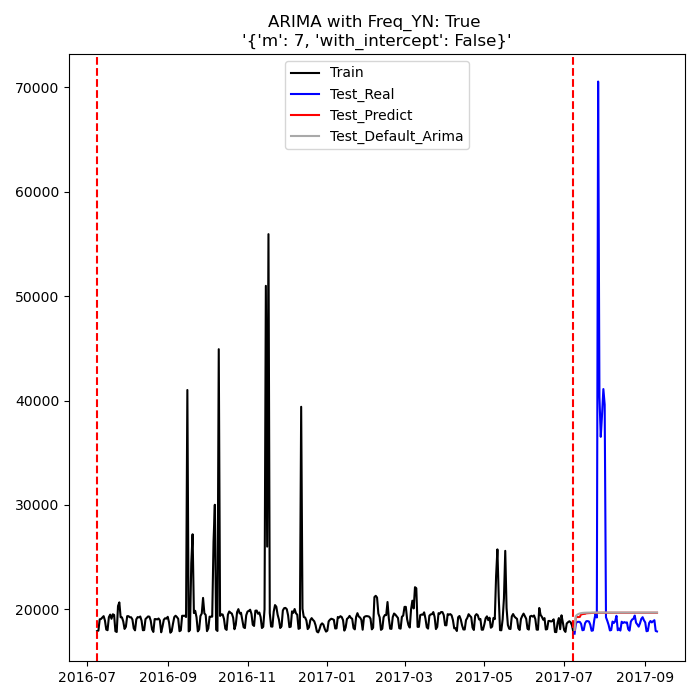 ARIMA with Freq_YN: True
'{'m': 7, 'with_intercept': False}'
Train
Test_Real
Test_Predict
Test_Default_Arima
70000
60000
50000
40000
30000
20000
2016-07
2016-09
2016-11
2017-01
2017-03
2017-05
2017-07
2017-09